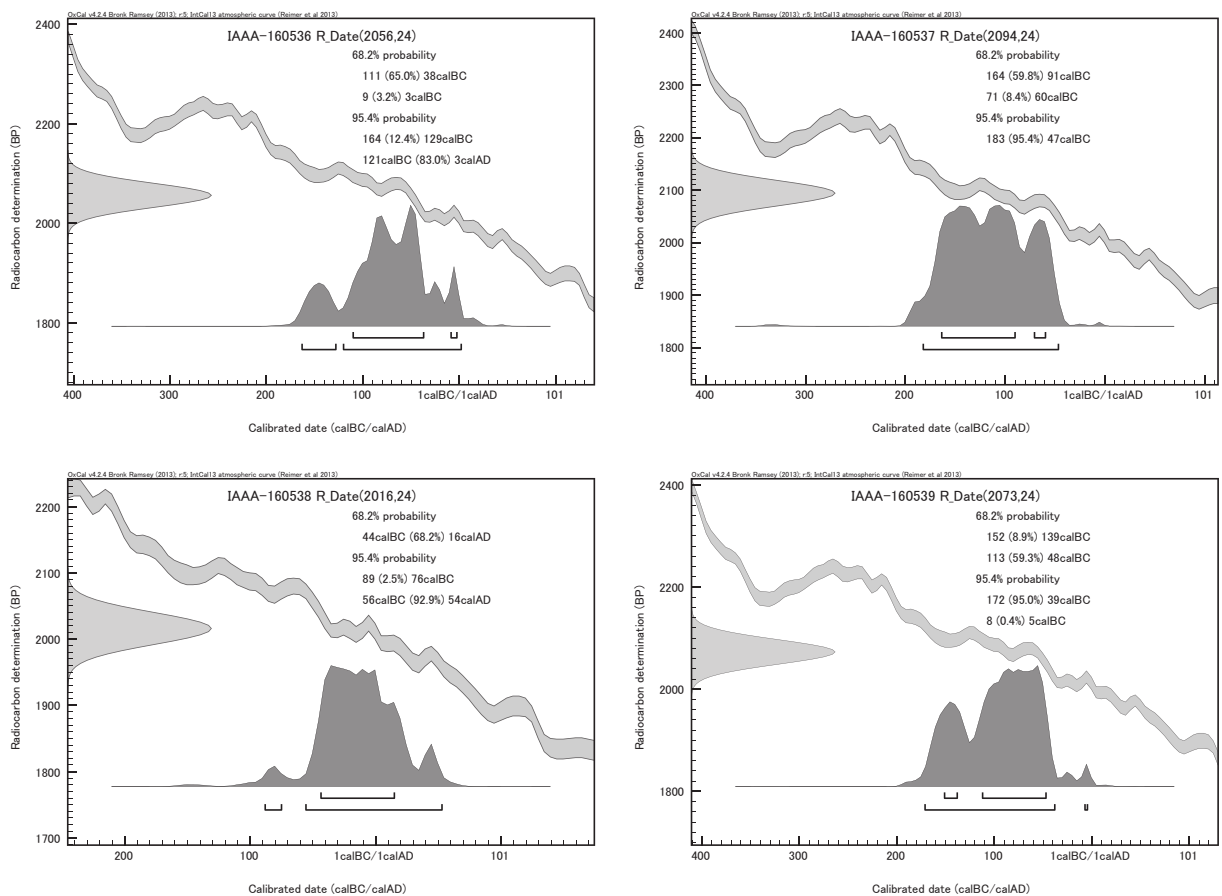 OxCal v4.2.4 Bronk Ramsey (2013); r:5; IntCal13 atmospheric curve (Reimer et al 2013)
IAAA-160536 R_Date(2056,24)
68.2% probability
111 (65.0%) 38calBC
9 (3.2%) 3calBC
95.4% probability
164 (12.4%) 129calBC
121calBC (83.0%) 3calAD
Radiocarbon determination (BP)
2400
2200
2000
1800
400
300
200
100
1calBC/1calAD
101
Calibrated date (calBC/calAD)
OxCal v4.2.4 Bronk Ramsey (2013); r:5; IntCal13 atmospheric curve (Reimer et al 2013)
IAAA-160537 R_Date(2094,24)
68.2% probability
164 (59.8%) 91calBC
71 (8.4%) 60calBC
95.4% probability
183 (95.4%) 47calBC
Radiocarbon determination (BP)
2400
2300
2200
2100
2000
1900
1800
400
300
200
100
1calBC/1calAD
101
Calibrated date (calBC/calAD)
OxCal v4.2.4 Bronk Ramsey (2013); r:5; IntCal13 atmospheric curve (Reimer et al 2013)
IAAA-160538 R_Date(2016,24)
68.2% probability
44calBC (68.2%) 16calAD
95.4% probability
89 (2.5%) 76calBC
56calBC (92.9%) 54calAD
Radiocarbon determination (BP)
2200
2100
2000
1900
1800
1700
200
100
1calBC/1calAD
101
Calibrated date (calBC/calAD)
OxCal v4.2.4 Bronk Ramsey (2013); r:5; IntCal13 atmospheric curve (Reimer et al 2013)
IAAA-160539 R_Date(2073,24)
68.2% probability
152 (8.9%) 139calBC
113 (59.3%) 48calBC
95.4% probability
172 (95.0%) 39calBC
8 (0.4%) 5calBC
Radiocarbon determination (BP)
2400
2200
2000
1800
400
300
200
100
1calBC/1calAD
101
Calibrated date (calBC/calAD)